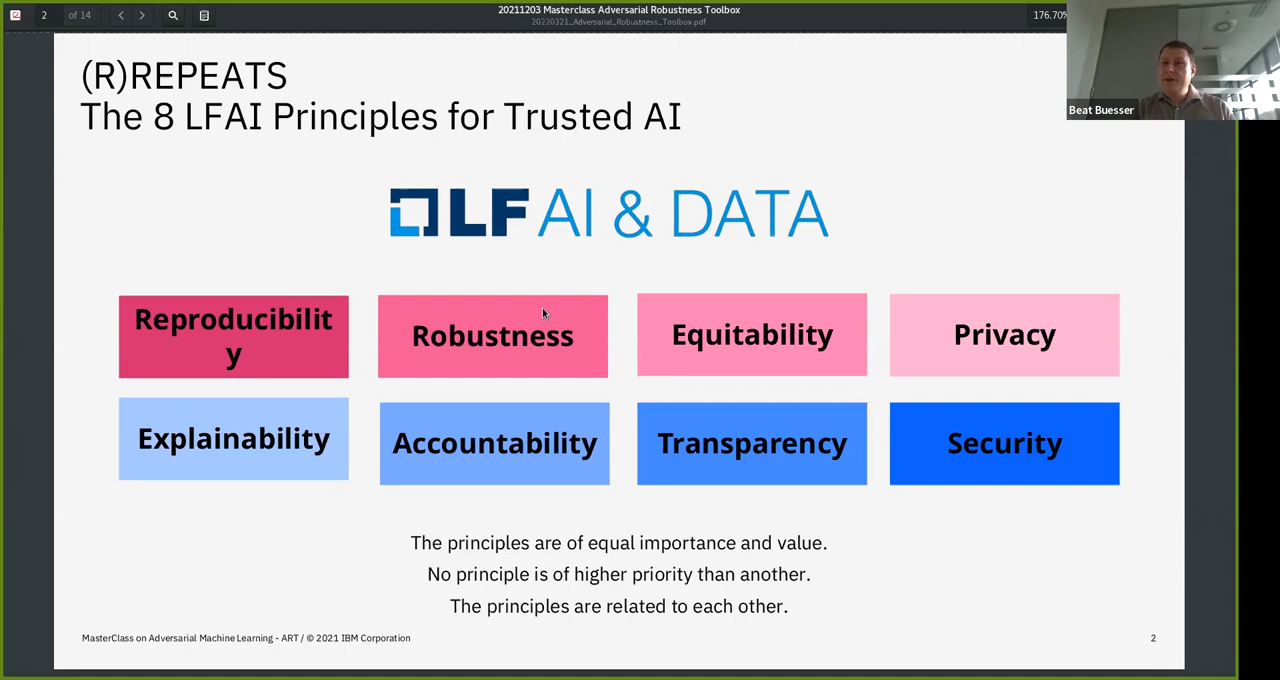 2 of 14
20211203 Masterclass Adversarial Robustness Toolbox
20220321_Adversarial_Robustness_Toolbox.pdf
176.70%
Beat Buesser
(R)REPEATS
The 8 LFAI Principles for Trusted AI
LF AI & DATA
Reproducibilit
y
Robustness
Equitability
Privacy
Explainability
Accountability
Transparency
Security
The principles are of equal importance and value.
No principle is of higher priority than another.
The principles are related to each other.
MasterClass on Adversarial Machine Learning - ART / © 2021 IBM Corporation
2